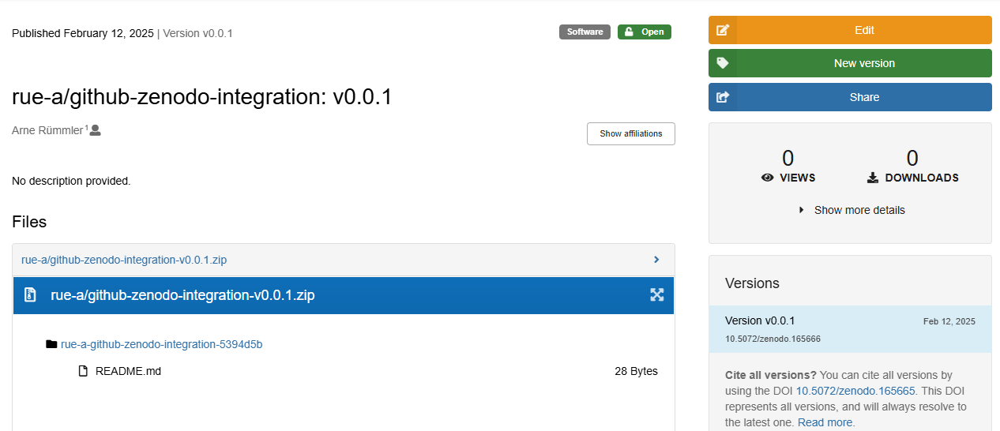 Published February 12, 2025 | Version v0.0.1
Software
Open
rue-a/github-zenodo-integration: v0.0.1
Arne Rümmler 1
Show affiliations
No description provided.
Files
rue-a/github-zenodo-integration-v0.0.1.zip
rue-a/github-zenodo-integration-v0.0.1.zip
rue-a-github-zenodo-integration-5394d5b
README.md
28 Bytes
Edit
New version
Share
0
VIEWS
0
DOWNLOADS
Show more details
Versions
Version v0.0.1
Feb 12, 2025
10.5072/zenodo.165666
Cite all versions? You can cite all versions by
using the DOI 10.5072/zenodo.165665. This DOI
represents all versions, and will always resolve to
the latest one. Read more.